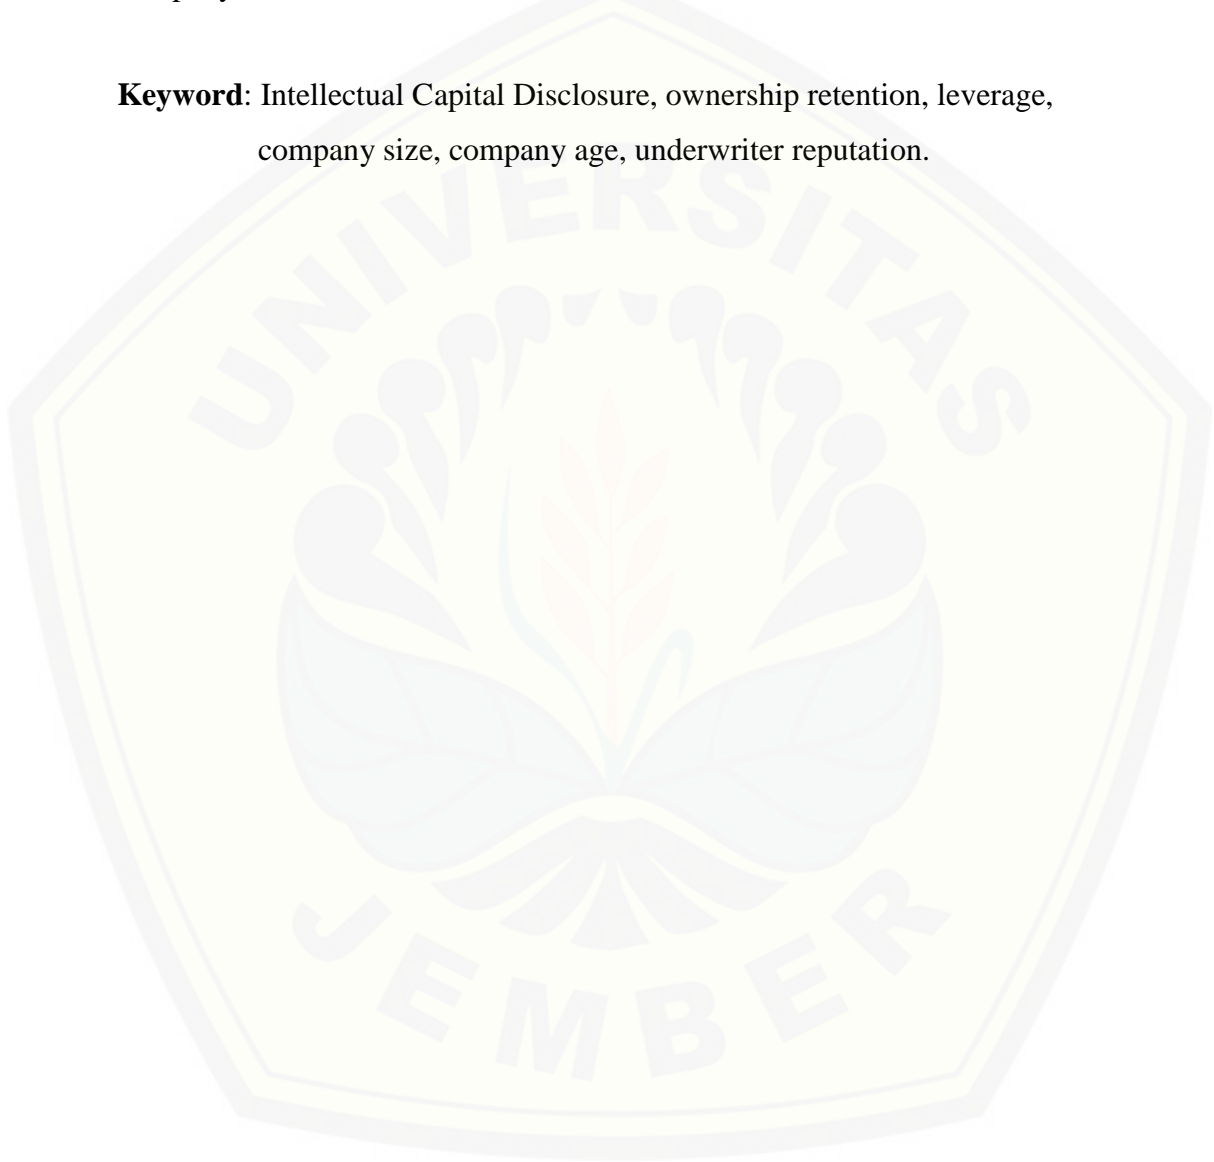 Keyword: Intellectual Capital Disclosure, ownership retention, leverage,
company size, company age, underwriter reputation.
UNIVERSITAS
JEMBER